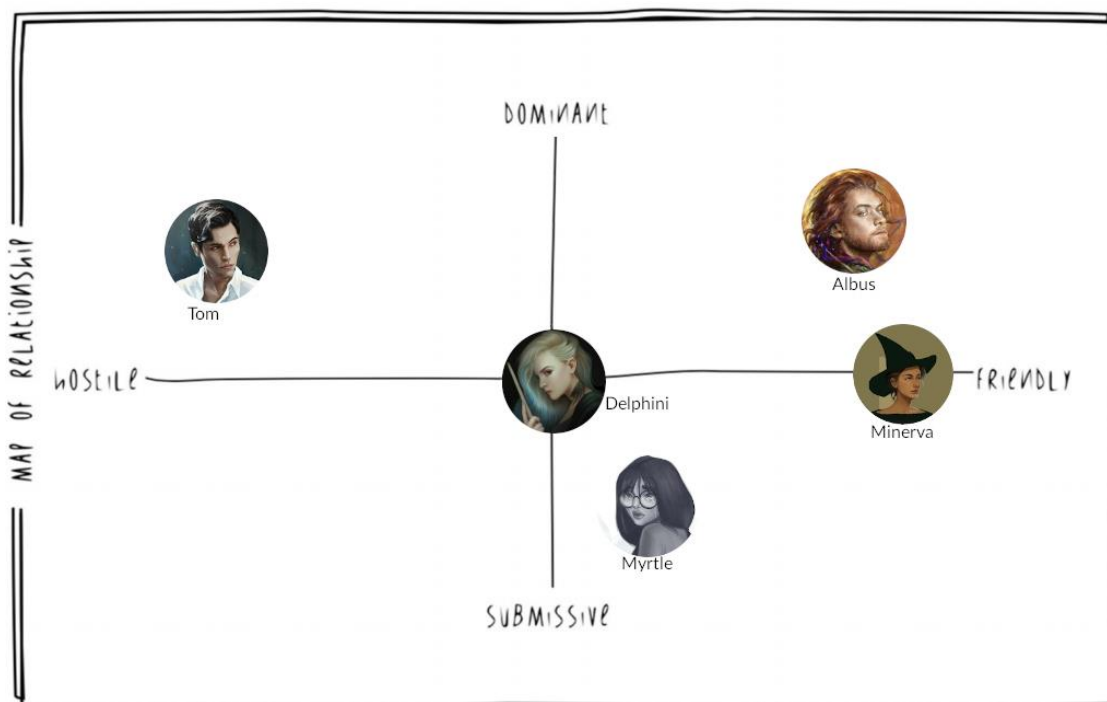 DOMINANT
Albus
Tom
MAP OF RELATIONSHIP
HOSTILE
FRIENDLY
Delphini
Minerva
Myrtle
SUBMISSIVE